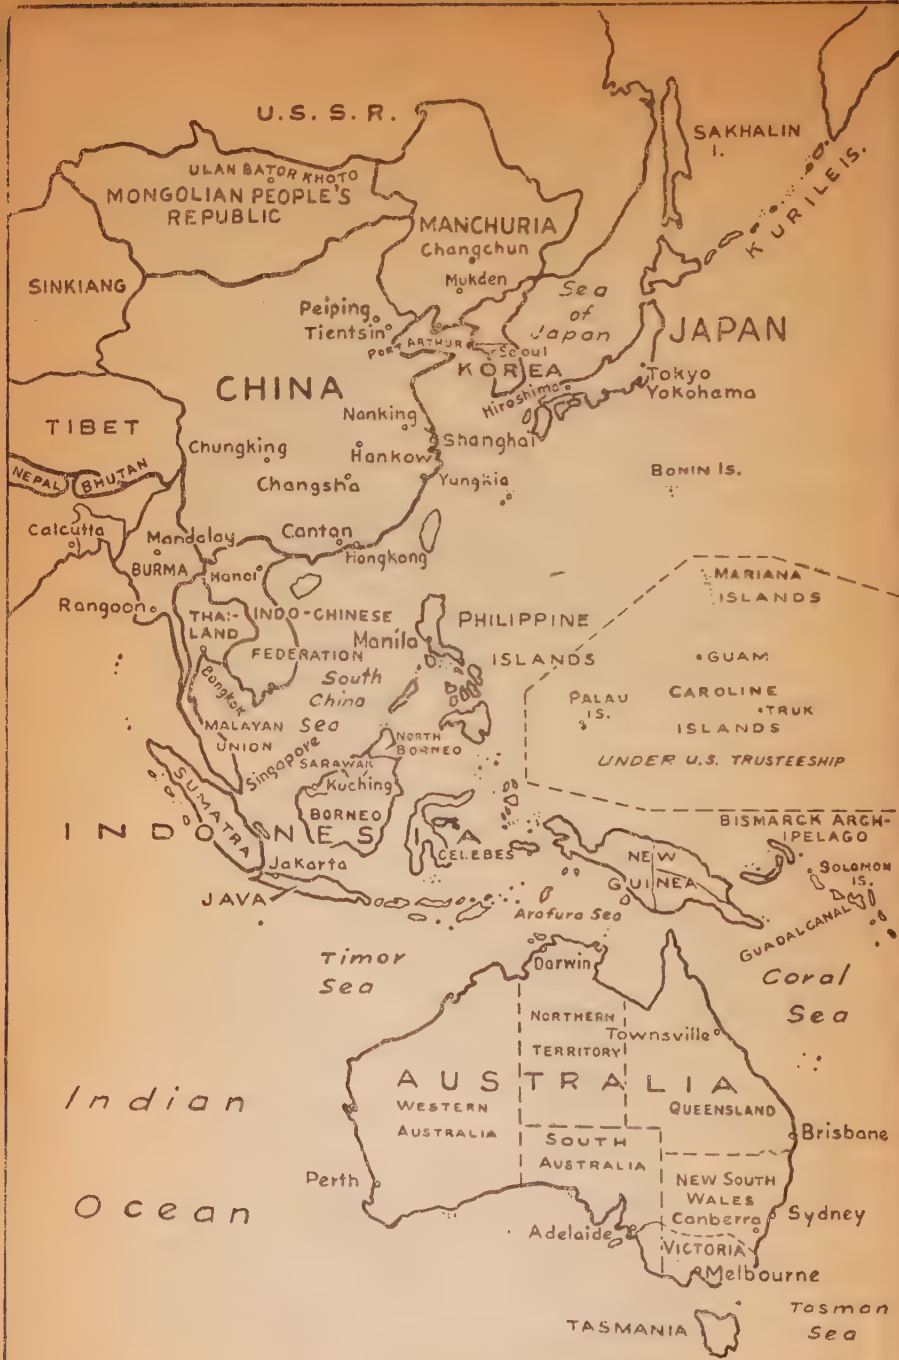 U.S.S.R.
SAKHALIN
I.
KURILE IS.
ULAN BATOR KHOTO
MONGOLIAN PEOPLE'S
REPUBLIC
MANCHURIA
Changchun
Mukden
SINKIANG
Sea
of
Japan
Peiping
Tientsin
PORT ARTHUR
Seoul
KOREA
JAPAN
Tokyo
Yokohama
Hiroshima
CHINA
TIBET
Nanking
Shanghai
Chungking
Hankow
NEPAL
BHUTAN
Changsha
Yungkia
BONIN IS.
Calcutta
Mandalay
Canton
Hongkong
BURMA
Hanoi
MARIANA
ISLANDS
Rangoon
THAI-
LAND
INDO-CHINESE
FEDERATION
Manila
PHILIPPINE
ISLANDS
GUAM
Bangkok
South
China
Sea
PALAU
IS.
CAROLINE
ISLANDS
TRUK
MALAYAN
UNION
Singapore
NORTH
BORNEO
SARAWAK
Kuching
UNDER U.S. TRUSTEESHIP
SUMATRA
BORNEO
INDONESIA
CELEBES
BISMARCK ARCH-
IPELAGO
NEW
GUINEA
SOLOMON
IS.
Jakarta
JAVA
Arafura Sea
GUADALCANAL
Timor
Sea
Darwin
Coral
Sea
NORTHERN
TERRITORY
Townsville
AUSTRALIA
Indian
Ocean
WESTERN
AUSTRALIA
QUEENSLAND
Brisbane
SOUTH
AUSTRALIA
Perth
NEW SOUTH
WALES
Canberra
Sydney
Adelaide
VICTORIA
Melbourne
TASMANIA
Tasman
Sea